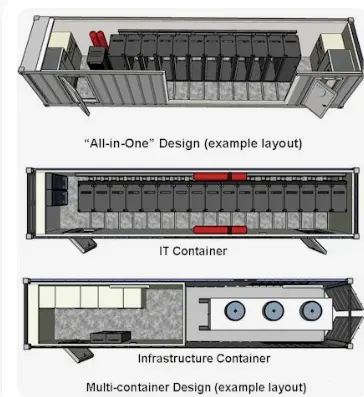 “All-in-One” Design (example layout)
IT Container
Infrastructure Container
Multi-container Design (example layout)